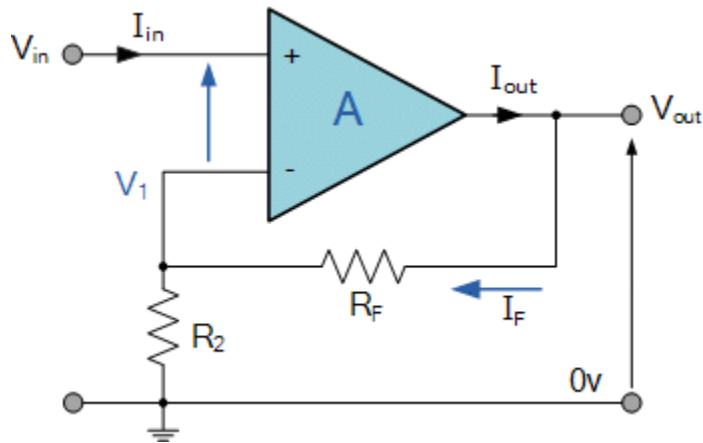 Vin
Iin
+
A
Iout
Vout
V1
-
RF
IF
R2
0v